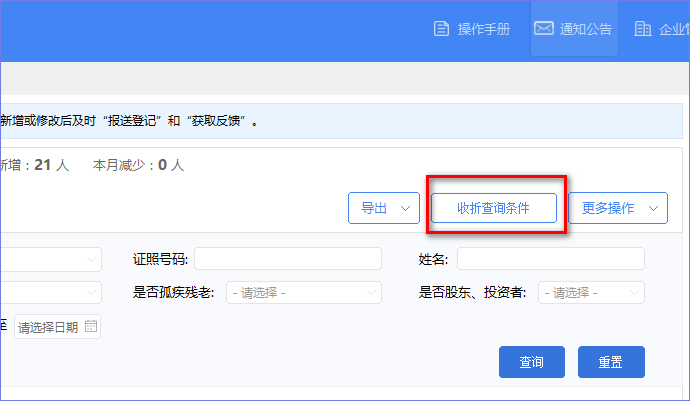 操作手册 通知公告 企业管
新增或修改后及时“报送登记”和“获取反馈”。
新增：21 人 本月减少：0 人
导出 收折查询条件 更多操作
证照号码: 姓名:
是否孤疾残老: - 请选择 - 是否股东、投资者: - 请选择 -
至 请选择日期
查询 重置